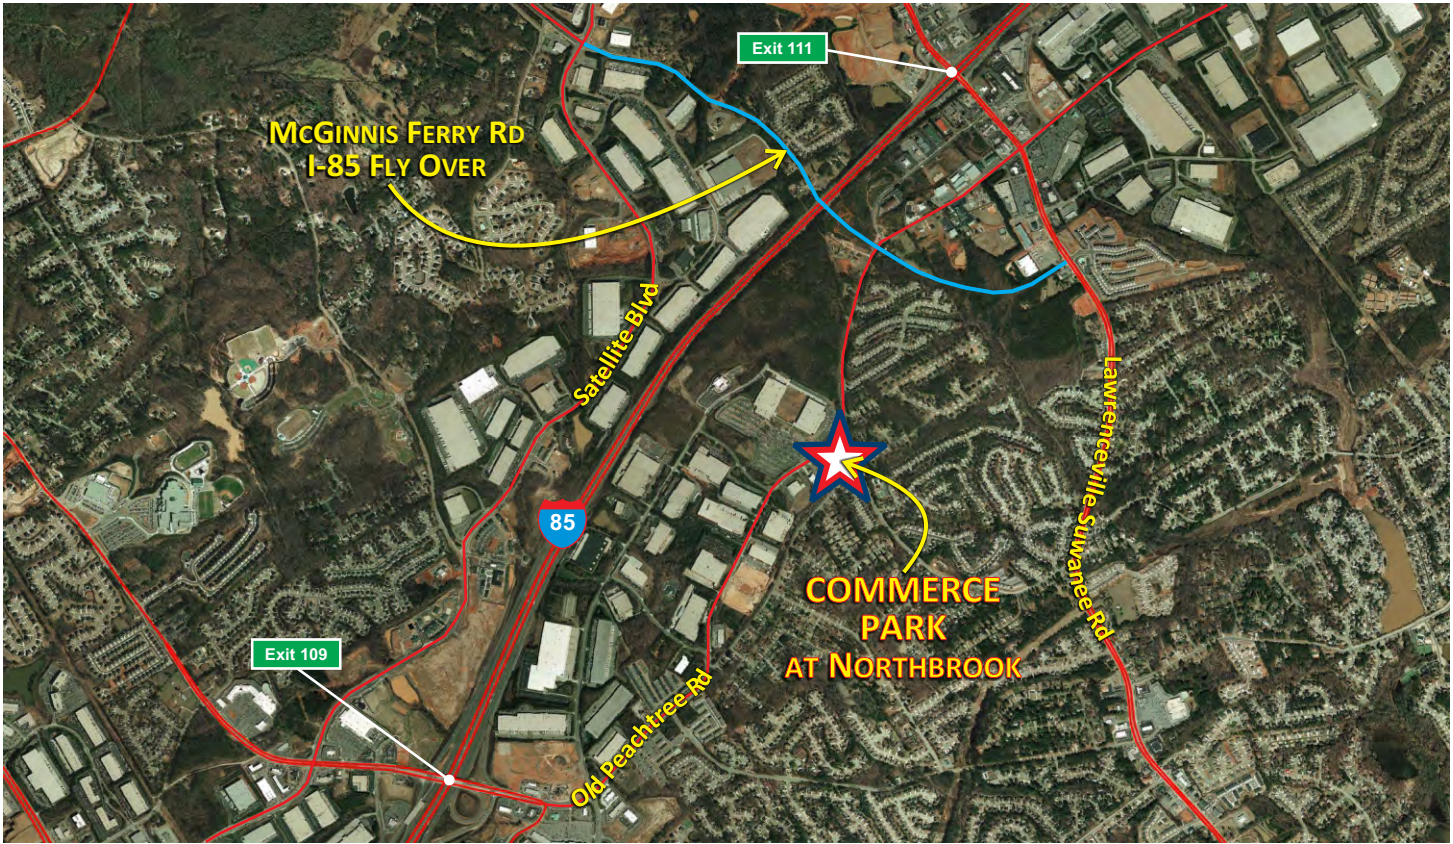 Exit 111
McGinnis Ferry Rd
I-85 Fly Over
Satellite Blvd
Lawrenceville Suwanee Rd
85
Commerce
Park
at Northbrook
Exit 109
Old Peachtree Rd